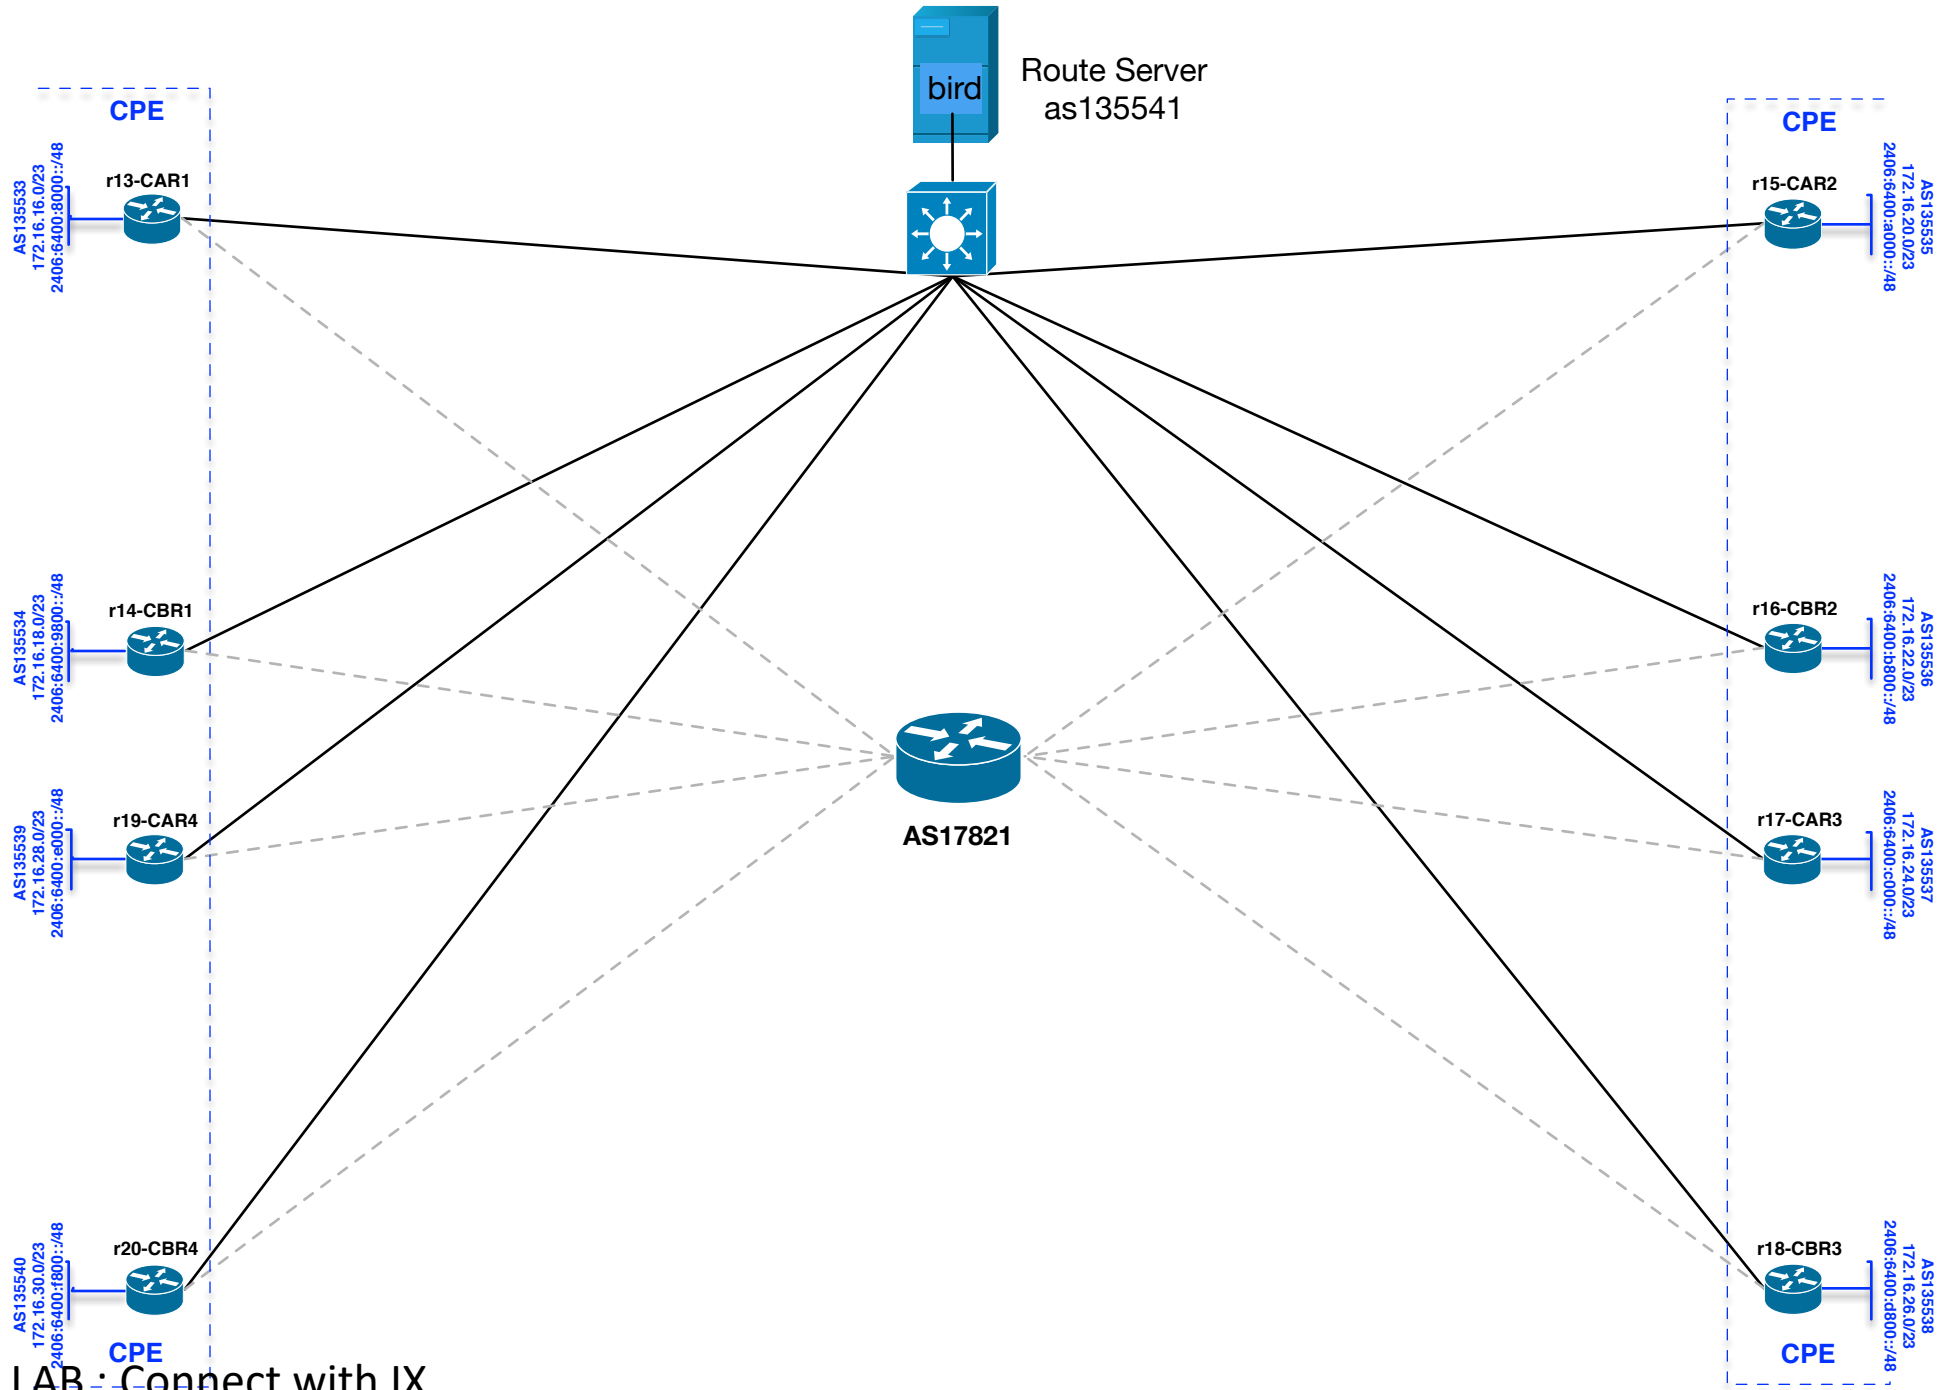 bird
Route Server
as135541
CPE
r13-CAR1
AS135533
172.16.16.0/23
2406:6400:8000::/48
r14-CBR1
AS135534
172.16.18.0/23
2406:6400:9800::/48
r19-CAR4
AS135539
172.16.28.0/23
2406:6400:e000::/48
r20-CBR4
AS135540
172.16.30.0/23
2406:6400:f800::/48
CPE
AS17821
CPE
r15-CAR2
AS135535
172.16.20.0/23
2406:6400:a000::/48
r16-CBR2
AS135536
172.16.22.0/23
2406:6400:b800::/48
r17-CAR3
AS135537
172.16.24.0/23
2406:6400:c000::/48
r18-CBR3
AS135538
172.16.26.0/23
2406:6400:d800::/48
CPE
LAB : Connect with IX